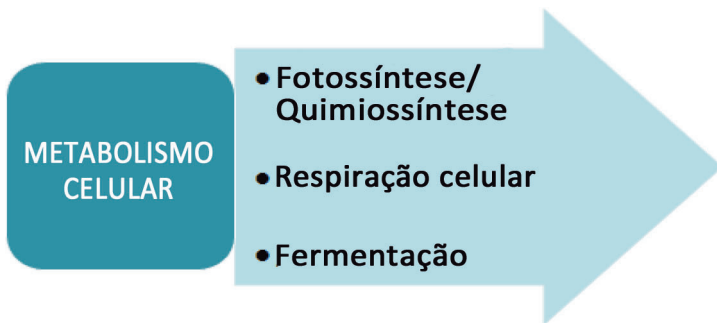 METABOLISMO
CELULAR
• Fotossíntese/
Quimiossíntese
• Respiração celular
• Fermentação